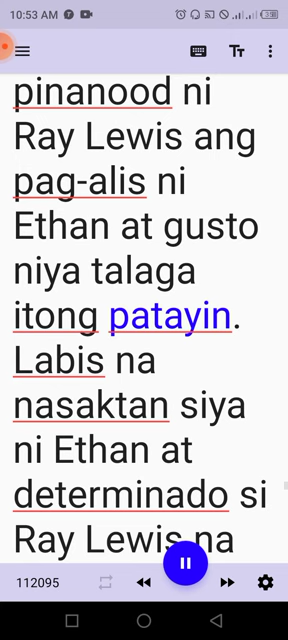 10:53 AM
pinanood ni
Ray Lewis ang
pag-alis ni
Ethan at gusto
niya talaga
itong patayin.
Labis na
nasaktan siya
ni Ethan at
determinado si
Ray Lewis na
112095